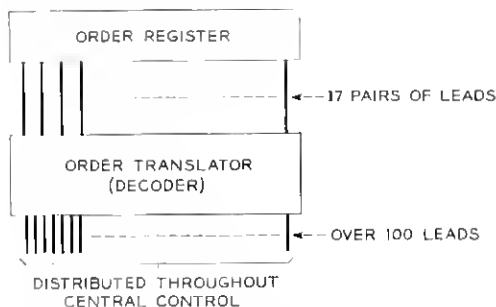 ORDER REGISTER
17 PAIRS OF LEADS
ORDER TRANSLATOR
(DECODER)
OVER 100 LEADS
DISTRIBUTED THROUGHOUT
CENTRAL CONTROL